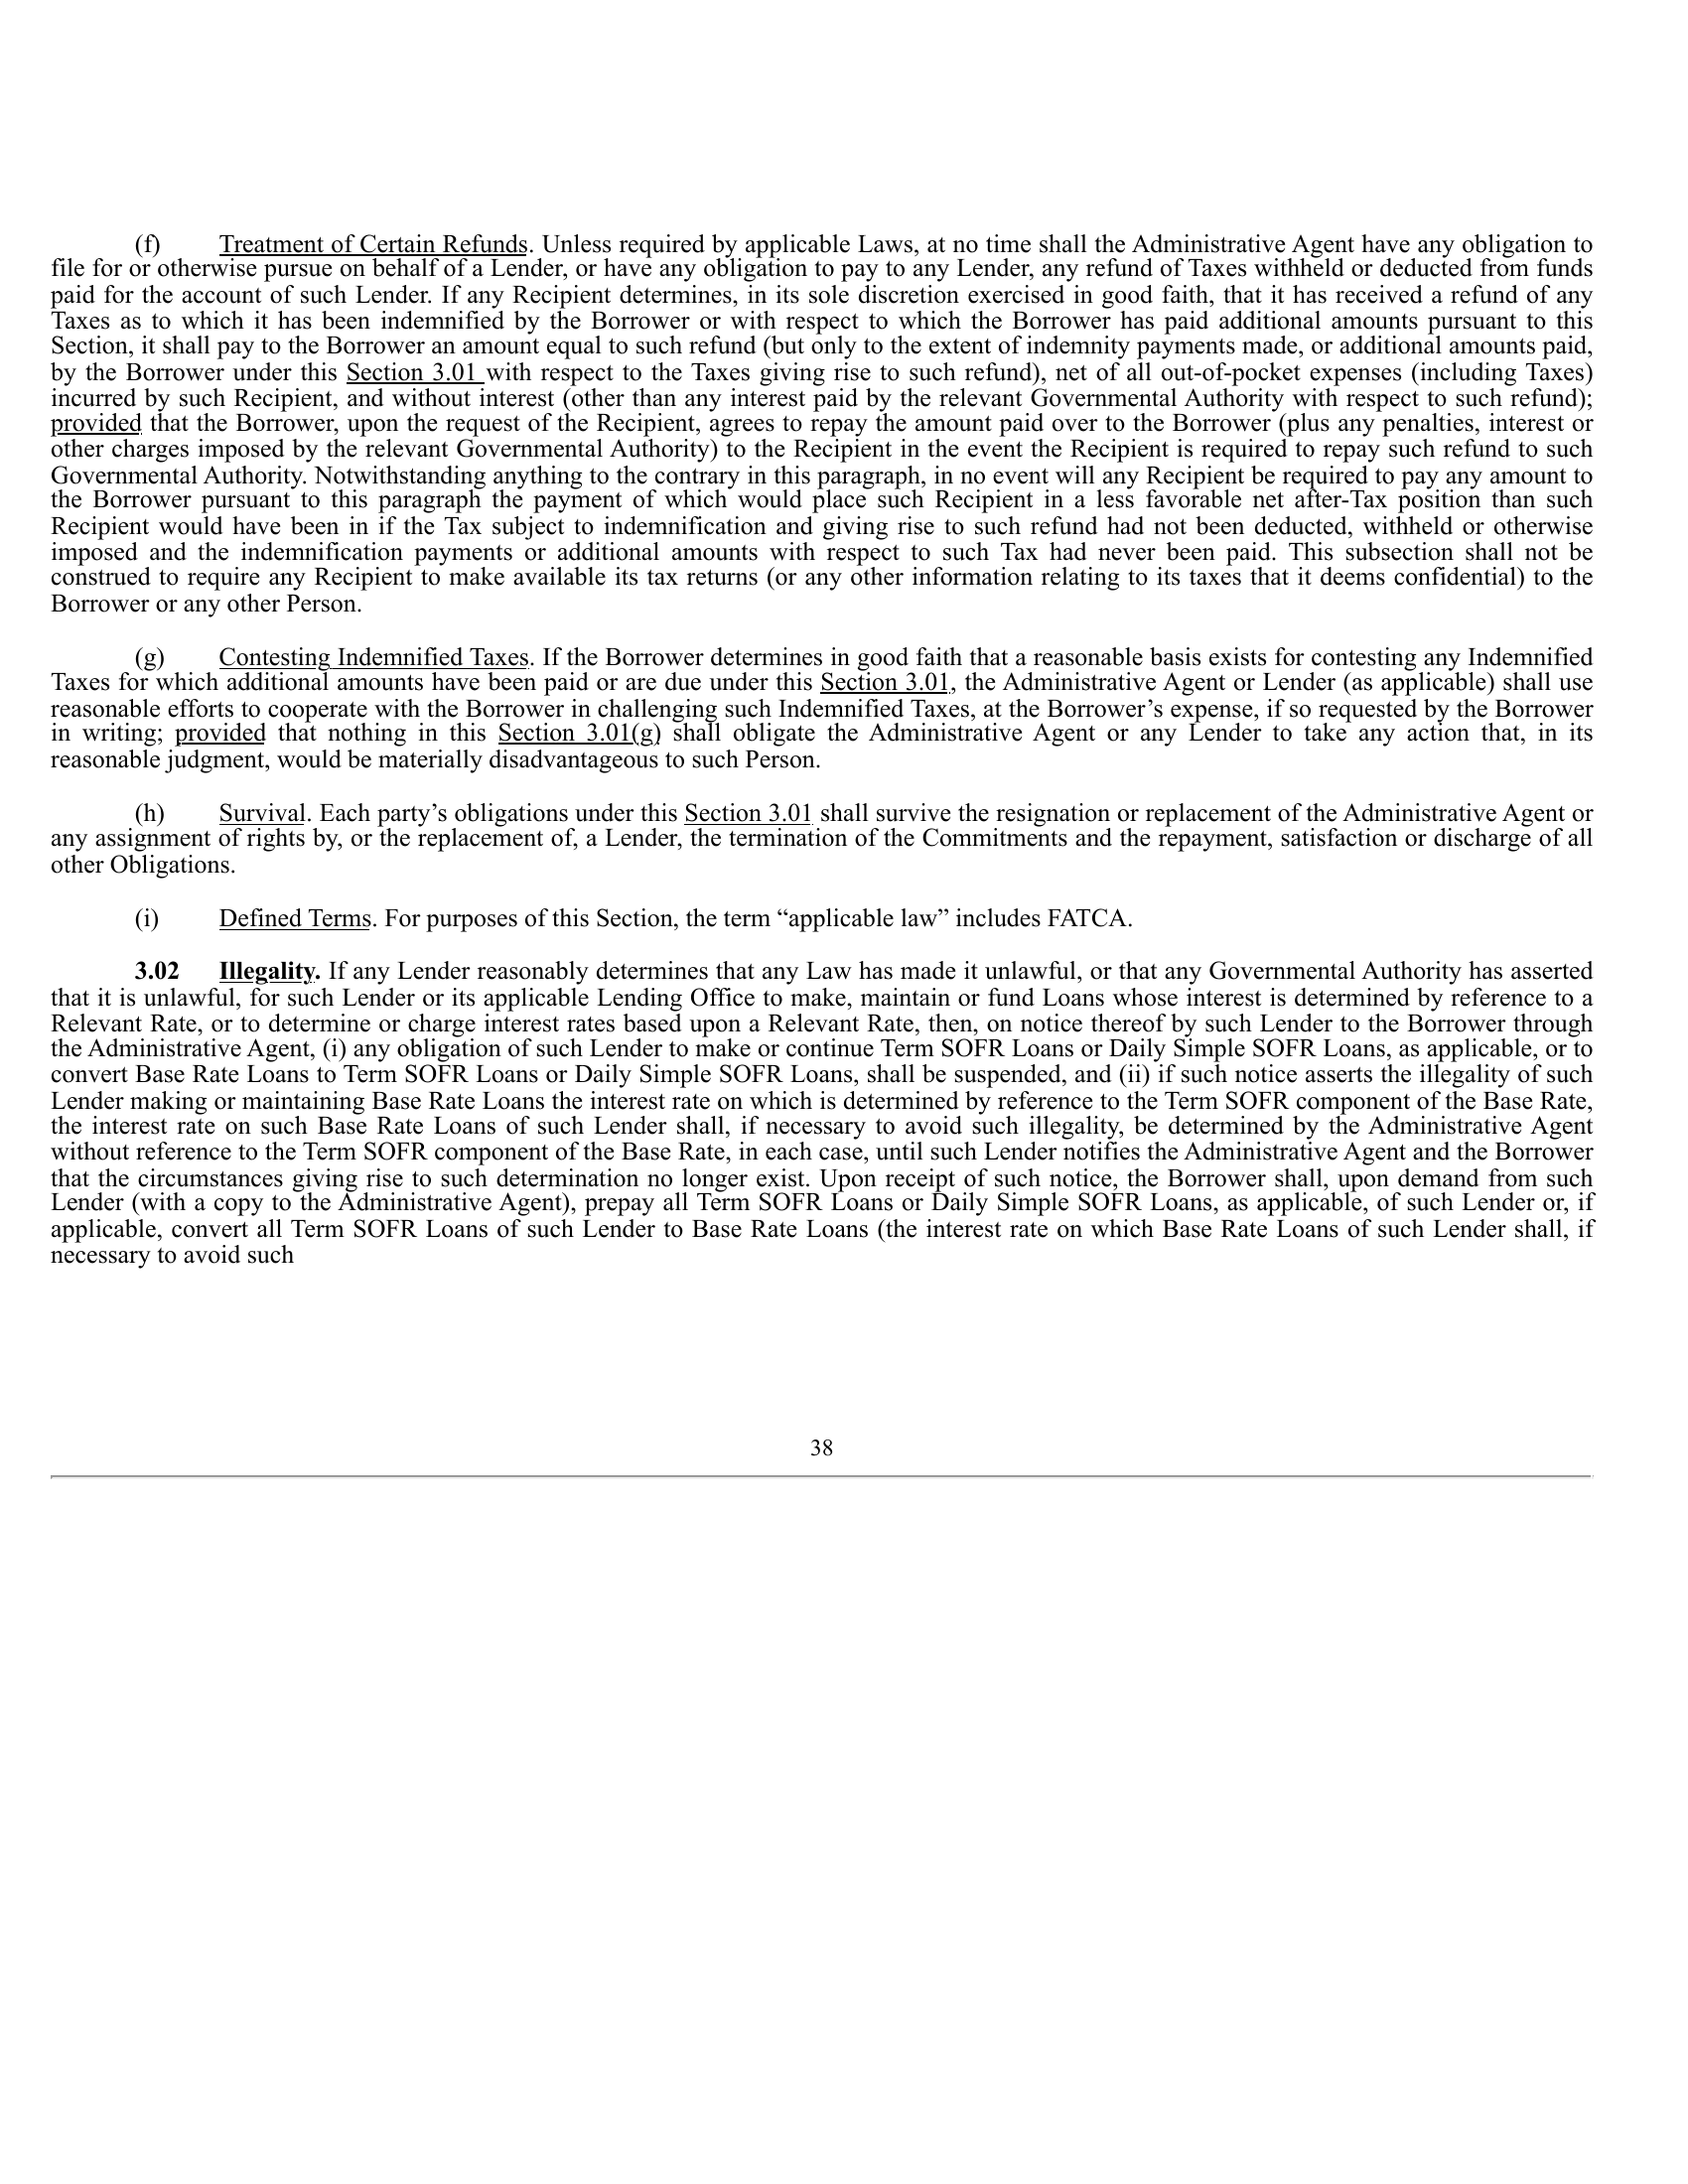 (f) Treatment of Certain Refunds. Unless required by applicable Laws, at no time shall the Administrative Agent have any obligation to
file for or otherwise pursue on behalf of a Lender, or have any obligation to pay to any Lender, any refund of Taxes withheld or deducted from funds
paid for the account of such Lender. If any Recipient determines, in its sole discretion exercised in good faith, that it has received a refund of any
Taxes as to which it has been indemnified by the Borrower or with respect to which the Borrower has paid additional amounts pursuant to this
Section, it shall pay to the Borrower an amount equal to such refund (but only to the extent of indemnity payments made, or additional amounts paid,
by the Borrower under this Section 3.01 with respect to the Taxes giving rise to such refund), net of all out-of-pocket expenses (including Taxes)
incurred by such Recipient, and without interest (other than any interest paid by the relevant Governmental Authority with respect to such refund);
provided that the Borrower, upon the request of the Recipient, agrees to repay the amount paid over to the Borrower (plus any penalties, interest or
other charges imposed by the relevant Governmental Authority) to the Recipient in the event the Recipient is required to repay such refund to such
Governmental Authority. Notwithstanding anything to the contrary in this paragraph, in no event will any Recipient be required to pay any amount to
the Borrower pursuant to this paragraph the payment of which would place such Recipient in a less favorable net after-Tax position than such
Recipient would have been in if the Tax subject to indemnification and giving rise to such refund had not been deducted, withheld or otherwise
imposed and the indemnification payments or additional amounts with respect to such Tax had never been paid. This subsection shall not be
construed to require any Recipient to make available its tax returns (or any other information relating to its taxes that it deems confidential) to the
Borrower or any other Person.
(g) Contesting Indemnified Taxes. If the Borrower determines in good faith that a reasonable basis exists for contesting any Indemnified
Taxes for which additional amounts have been paid or are due under this Section 3.01, the Administrative Agent or Lender (as applicable) shall use
reasonable efforts to cooperate with the Borrower in challenging such Indemnified Taxes, at the Borrower’s expense, if so requested by the Borrower
in writing; provided that nothing in this Section 3.01(g) shall obligate the Administrative Agent or any Lender to take any action that, in its
reasonable judgment, would be materially disadvantageous to such Person.
(h) Survival. Each party’s obligations under this Section 3.01 shall survive the resignation or replacement of the Administrative Agent or
any assignment of rights by, or the replacement of, a Lender, the termination of the Commitments and the repayment, satisfaction or discharge of all
other Obligations.
(i) Defined Terms. For purposes of this Section, the term “applicable law” includes FATCA.
3.02 Illegality. If any Lender reasonably determines that any Law has made it unlawful, or that any Governmental Authority has asserted
that it is unlawful, for such Lender or its applicable Lending Office to make, maintain or fund Loans whose interest is determined by reference to a
Relevant Rate, or to determine or charge interest rates based upon a Relevant Rate, then, on notice thereof by such Lender to the Borrower through
the Administrative Agent, (i) any obligation of such Lender to make or continue Term SOFR Loans or Daily Simple SOFR Loans, as applicable, or to
convert Base Rate Loans to Term SOFR Loans or Daily Simple SOFR Loans, shall be suspended, and (ii) if such notice asserts the illegality of such
Lender making or maintaining Base Rate Loans the interest rate on which is determined by reference to the Term SOFR component of the Base Rate,
the interest rate on such Base Rate Loans of such Lender shall, if necessary to avoid such illegality, be determined by the Administrative Agent
without reference to the Term SOFR component of the Base Rate, in each case, until such Lender notifies the Administrative Agent and the Borrower
that the circumstances giving rise to such determination no longer exist. Upon receipt of such notice, the Borrower shall, upon demand from such
Lender (with a copy to the Administrative Agent), prepay all Term SOFR Loans or Daily Simple SOFR Loans, as applicable, of such Lender or, if
applicable, convert all Term SOFR Loans of such Lender to Base Rate Loans (the interest rate on which Base Rate Loans of such Lender shall, if
necessary to avoid such
38